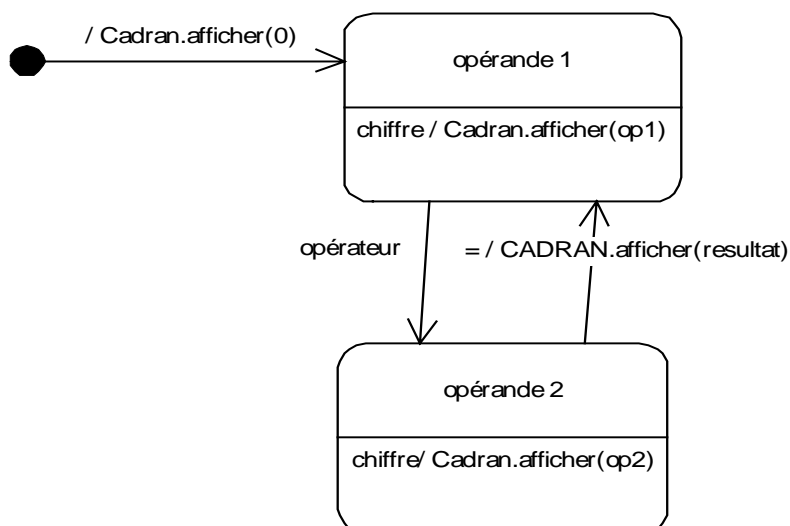 / Cadran.afficher(0)
opérande 1
chiffre / Cadran.afficher(op1)
opérateur
= / CADRAN.afficher(resultat)
opérande 2
chiffre/ Cadran.afficher(op2)